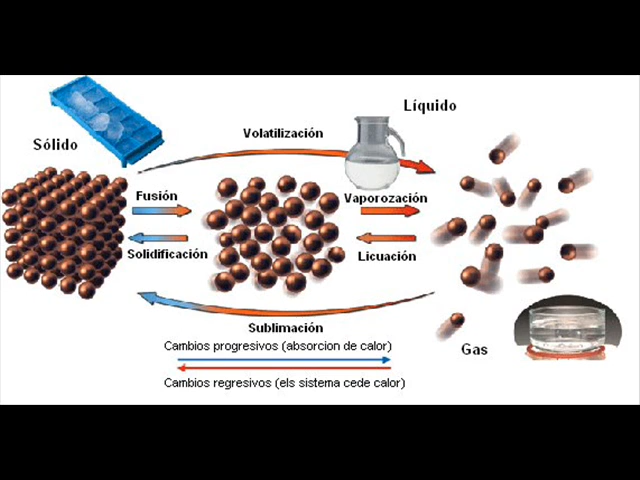 Líquido
Sólido
Volatilización
Fusión
Vaporozación
Solidificación
Licuación
Sublimación
Gas
Cambios progresivos (absorcion de calor)
Cambios regresivos (els sistema cede calor)